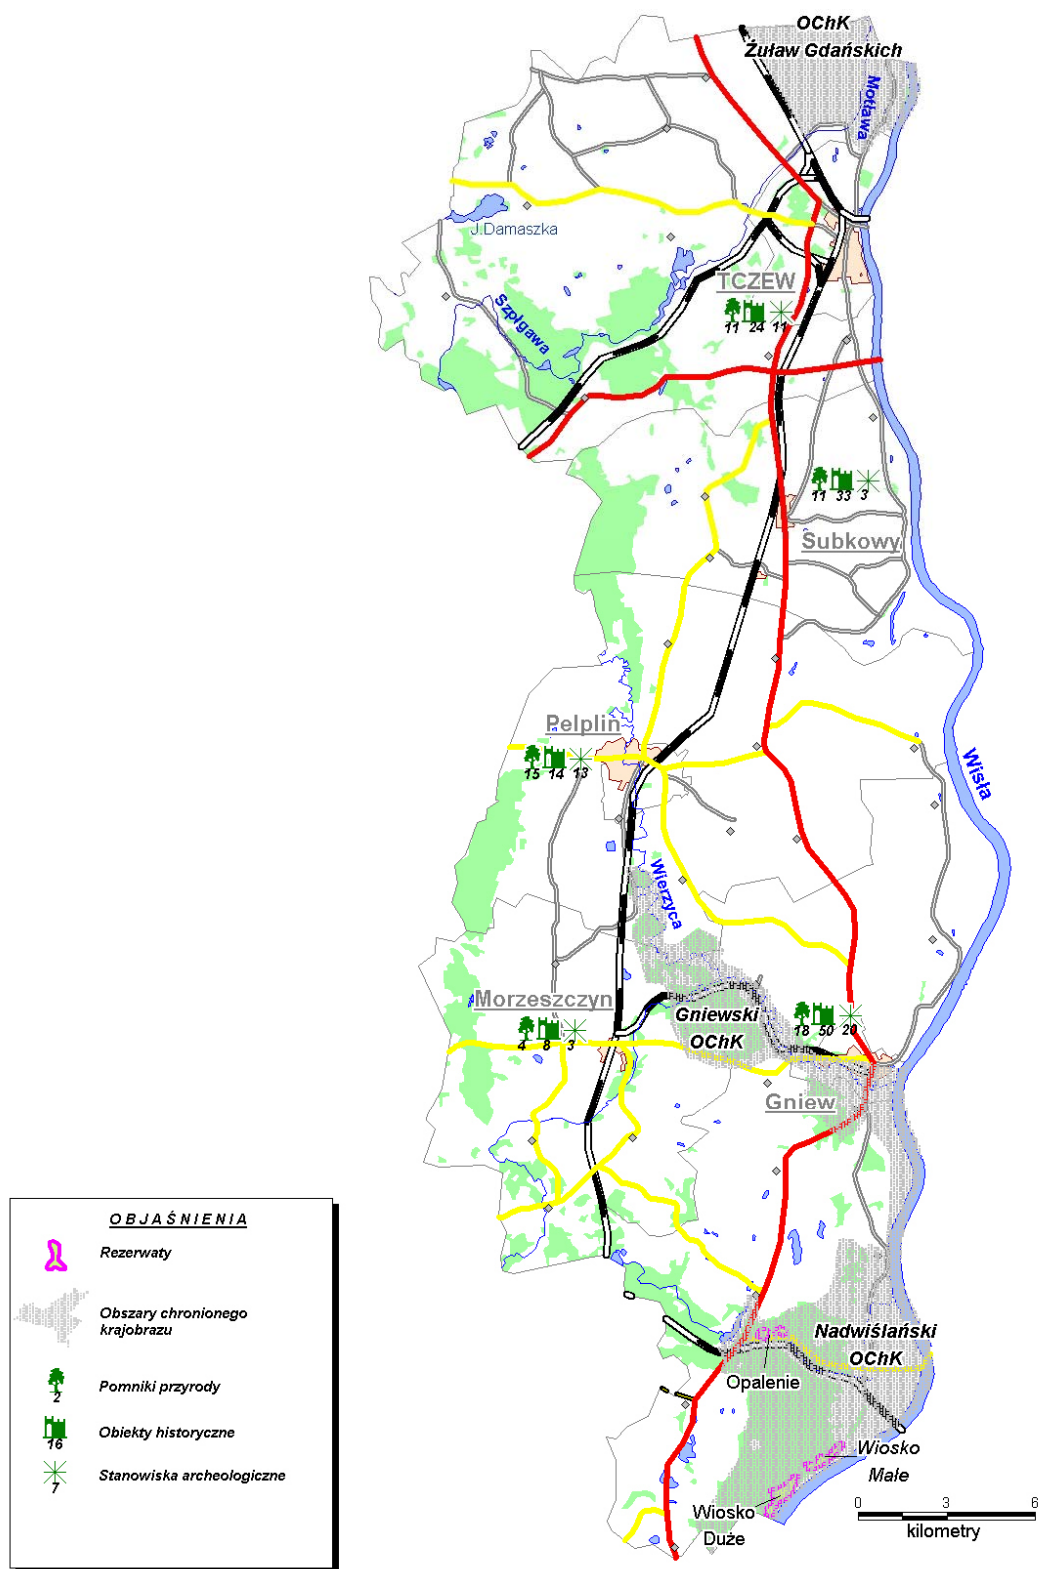 OChK
Żuław Gdańskich
Motława
J.Damaszka
Szpęgawa
TCZEW
11 24 11
11 33 3
Subkowy
Pelplin
15 14 13
Wisła
Wierzyca
Morzeszczyn
4 8 3
Gniewski
OChK
18 50 20
Gniew
OBJAŚNIENIA
Rezerwaty
Obszary chronionego
krajobrazu
Pomniki przyrody
2
Obiekty historyczne
16
Stanowiska archeologiczne
7
Nadwiślański
OChK
Opalenie
Wiosko
Małe
Wiosko
Duże
0 3 6
kilometry